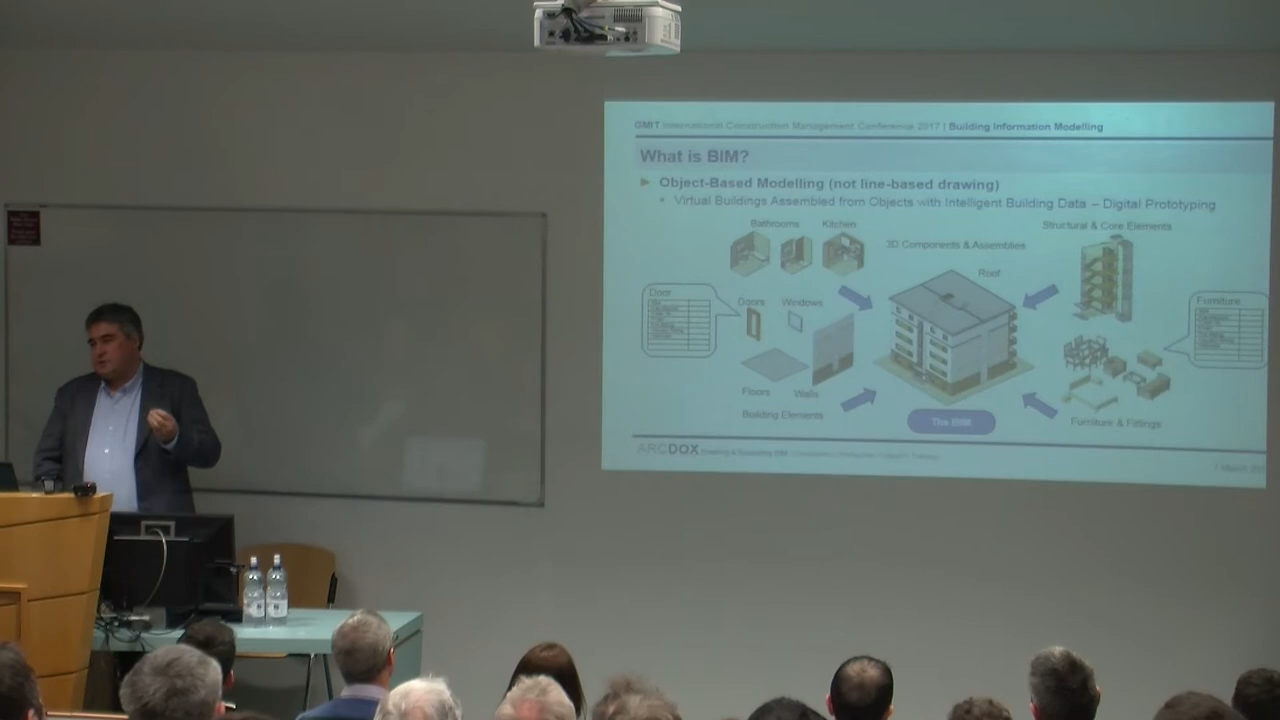 GMIT International Construction Management Conference 2017 | Building Information Modelling
What is BIM?
Object-Based Modelling (not line-based drawing)
Virtual Buildings Assembled from Objects with Intelligent Building Data – Digital Prototyping
Bathrooms
Kitchen
3D Components & Assemblies
Structural & Core Elements
Roof
Door
Doors
Windows
Furniture
Floors
Walls
Building Elements
The BIM
Furniture & Fittings
ARCDOX
7 March